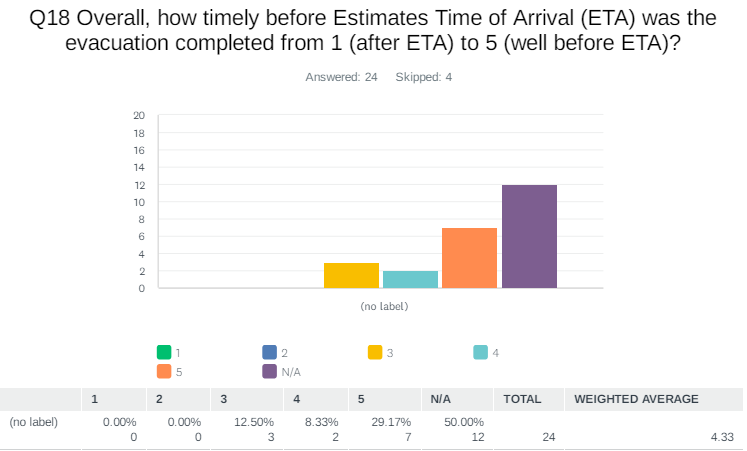 Q18 Overall, how timely before Estimates Time of Arrival (ETA) was the
evacuation completed from 1 (after ETA) to 5 (well before ETA)?
Answered: 24 Skipped: 4
20
18
16
14
12
10
8
6
4
2
0
(no label)
1 2 3 4
5 N/A
1 2 3 4 5 N/A TOTAL WEIGHTED AVERAGE
(no label) 0.00% 0.00% 12.50% 8.33% 29.17% 50.00%
0 0 3 2 7 12 24 4.33